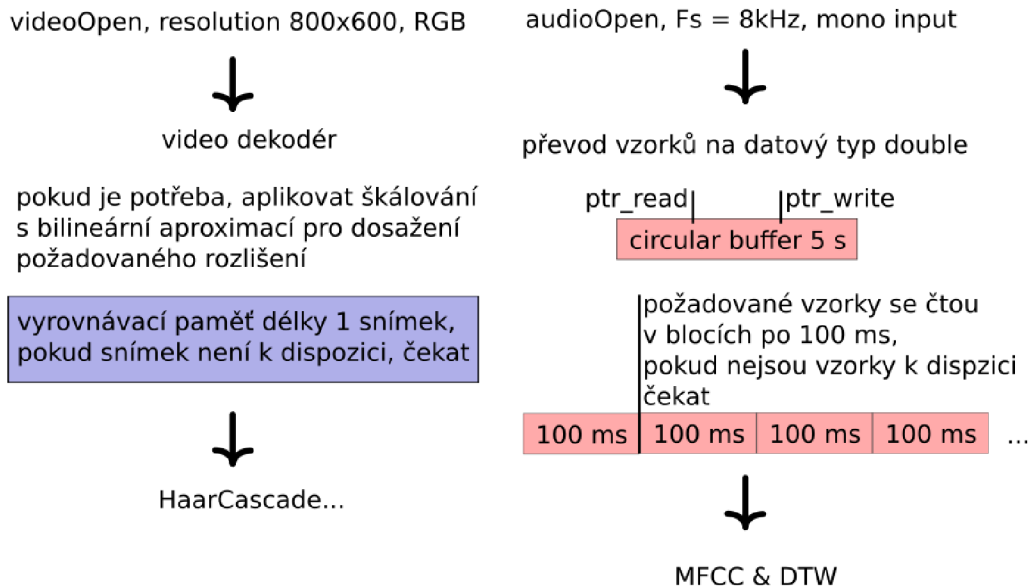 videoOpen, resolution 800x600, RGB
video dekodér
pokud je potřeba, aplikovat škálování
s bilineární aproximací pro dosažení
požadovaného rozlišení
vyrovnávací paměť délky 1 snímek,
pokud snímek není k dispozici, čekat
HaarCascade...
audioOpen, Fs = 8kHz, mono input
převod vzorků na datový typ double
ptr_read
ptr_write
circular buffer 5 s
požadované vzorky se čtou
v blocích po 100 ms,
pokud nejsou vzorky k dispzici
čekat
100 ms 100 ms 100 ms 100 ms ...
MFCC & DTW